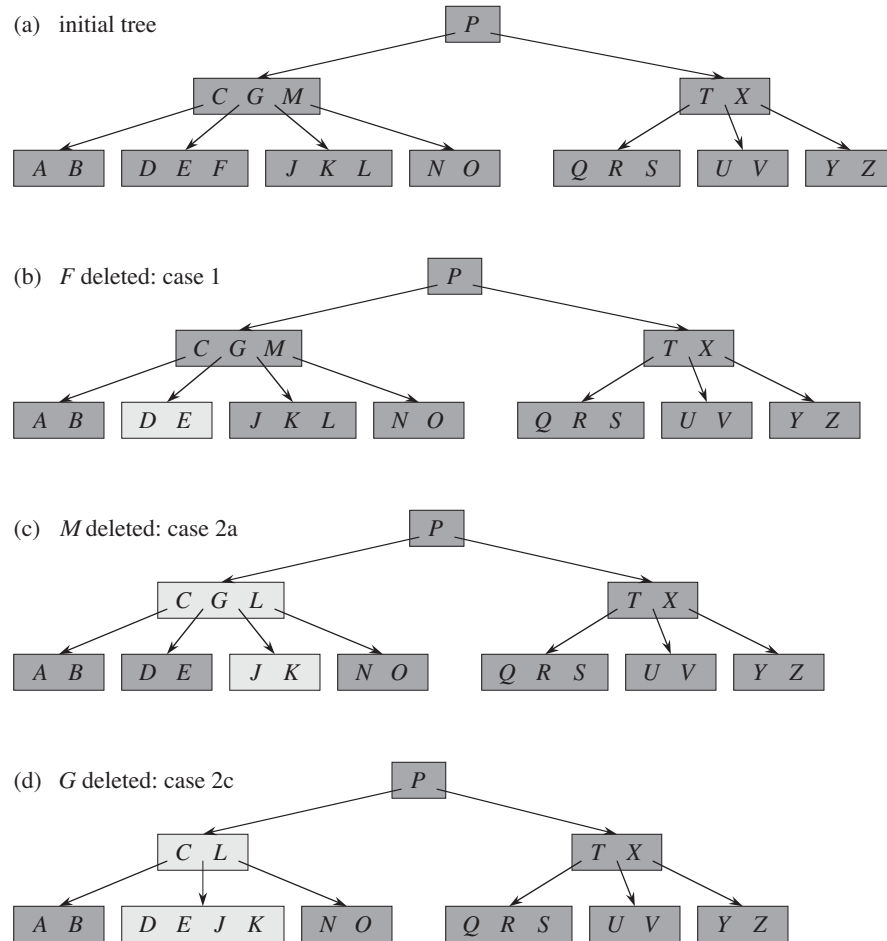 (a) initial tree
P
C G M
T X
A B
D E F
J K L
N O
Q R S
U V
Y Z
(b) F deleted: case 1
P
C G M
T X
A B
D E
J K L
N O
Q R S
U V
Y Z
(c) M deleted: case 2a
P
C G L
T X
A B
D E
J K
N O
Q R S
U V
Y Z
(d) G deleted: case 2c
P
C L
T X
A B
D E J K
N O
Q R S
U V
Y Z